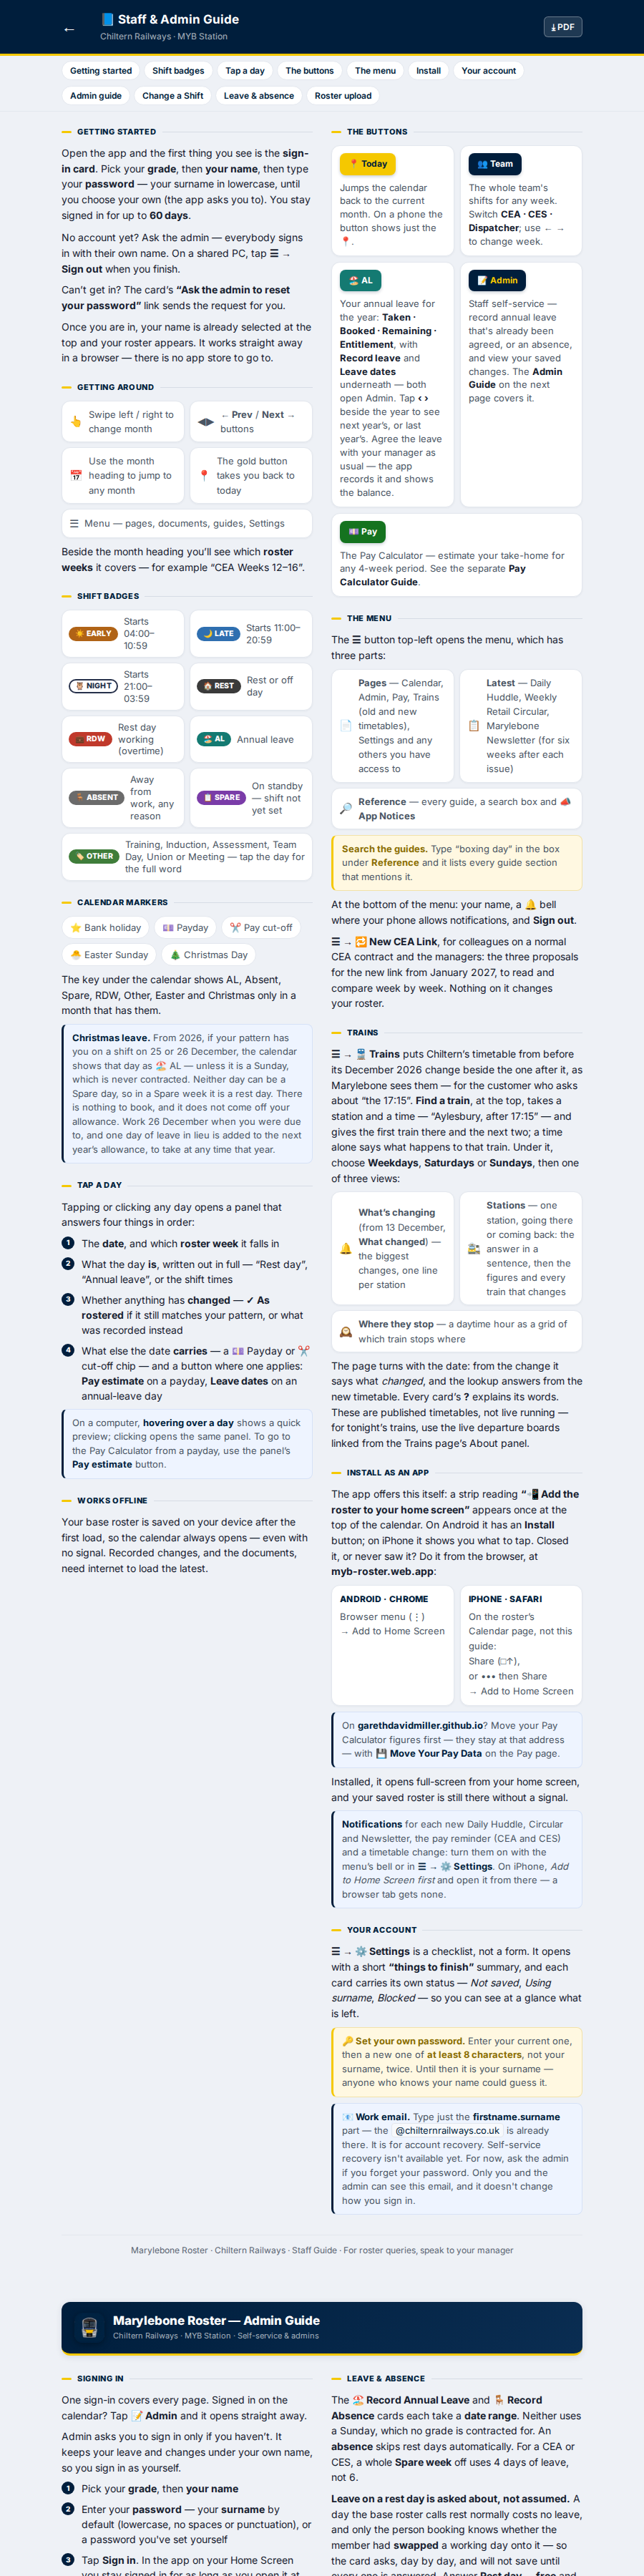 ← 📘 Staff & Admin Guide
Chiltern Railways · MYB Station
⤓ PDF
Getting started
Shift badges
Tap a day
The buttons
The menu
Install
Your account
Admin guide
Change a Shift
Leave & absence
Roster upload
GETTING STARTED
Open the app and the first thing you see is the sign-
in card. Pick your grade, then your name, then type
your password — your surname in lowercase, until
you choose your own (the app asks you to). You stay
signed in for up to 60 days.
No account yet? Ask the admin — everybody signs
in with their own name. On a shared PC, tap ☰ →
Sign out when you finish.
Can't get in? The card's “Ask the admin to reset
your password” link sends the request for you.
Once you are in, your name is already selected at the
top and your roster appears. It works straight away
in a browser — there is no app store to go to.
GETTING AROUND
👆 Swipe left / right to
change month
◀▶ ← Prev / Next →
buttons
📅 Use the month
heading to jump to
any month
📍 The gold button
takes you back to
today
☰ Menu — pages, documents, guides, Settings
Beside the month heading you'll see which roster
weeks it covers — for example “CEA Weeks 12–16”.
SHIFT BADGES
☀️ EARLY
Starts
04:00–
10:59
🌙 LATE
Starts 11:00–
20:59
🦉 NIGHT
Starts
21:00–
03:59
🏠 REST
Rest or off
day
💼 RDW
Rest day
working
(overtime)
🏖️ AL
Annual leave
🪑 ABSENT
Away
from
work, any
reason
📋 SPARE
On standby
— shift not
yet set
🏷️ OTHER
Training, Induction, Assessment, Team
Day, Union or Meeting — tap the day for
the full word
CALENDAR MARKERS
⭐ Bank holiday
💷 Payday
✂️ Pay cut-off
🐣 Easter Sunday
🎄 Christmas Day
The key under the calendar shows AL, Absent,
Spare, RDW, Other, Easter and Christmas only in a
month that has them.
Christmas leave. From 2026, if your pattern has
you on a shift on 25 or 26 December, the calendar
shows that day as 🏖️ AL — unless it is a Sunday,
which is never contracted. Neither day can be a
Spare day, so in a Spare week it is a rest day. There
is nothing to book, and it does not come off your
allowance. Work 26 December when you were due
to, and one day of leave in lieu is added to the next
year's allowance, to take at any time that year.
TAP A DAY
Tapping or clicking any day opens a panel that
answers four things in order:
1 The date, and which roster week it falls in
2 What the day is, written out in full — “Rest day”,
“Annual leave”, or the shift times
3 Whether anything has changed — ✓ As
rostered if it still matches your pattern, or what
was recorded instead
4 What else the date carries — a 💷 Payday or ✂️
cut-off chip — and a button where one applies:
Pay estimate on a payday, Leave dates on an
annual-leave day
On a computer, hovering over a day shows a quick
preview; clicking opens the same panel. To go to
the Pay Calculator from a payday, use the panel's
Pay estimate button.
WORKS OFFLINE
Your base roster is saved on your device after the
first load, so the calendar always opens — even with
no signal. Recorded changes, and the documents,
need internet to load the latest.
THE BUTTONS
📍 Today
Jumps the calendar
back to the current
month. On a phone the
button shows just the
📍.
👥 Team
The whole team's
shifts for any week.
Switch CEA · CES ·
Dispatcher; use ← →
to change week.
🏖️ AL
Your annual leave for
the year: Taken ·
Booked · Remaining ·
Entitlement, with
Record leave and
Leave dates
underneath — both
open Admin. Tap ‹ ›
beside the year to see
next year's, or last
year's. Agree the leave
with your manager as
usual — the app
records it and shows
the balance.
📝 Admin
Staff self-service —
record annual leave
that's already been
agreed, or an absence,
and view your saved
changes. The Admin
Guide on the next
page covers it.
💷 Pay
The Pay Calculator — estimate your take-home for
any 4-week period. See the separate Pay
Calculator Guide.
THE MENU
The ☰ button top-left opens the menu, which has
three parts:
📄 Pages — Calendar,
Admin, Pay, Trains
(old and new
timetables),
Settings and any
others you have
access to
📋 Latest — Daily
Huddle, Weekly
Retail Circular,
Marylebone
Newsletter (for six
weeks after each
issue)
🔎 Reference — every guide, a search box and 📣
App Notices
Search the guides. Type “boxing day” in the box
under Reference and it lists every guide section
that mentions it.
At the bottom of the menu: your name, a 🔔 bell
where your phone allows notifications, and Sign out.
☰ → 🔁 New CEA Link, for colleagues on a normal
CEA contract and the managers: the three proposals
for the new link from January 2027, to read and
compare week by week. Nothing on it changes
your roster.
TRAINS
☰ → 🚆 Trains puts Chiltern's timetable from before
its December 2026 change beside the one after it, as
Marylebone sees them — for the customer who asks
about “the 17:15”. Find a train, at the top, takes a
station and a time — “Aylesbury, after 17:15” — and
gives the first train there and the next two; a time
alone says what happens to that train. Under it,
choose Weekdays, Saturdays or Sundays, then one
of three views:
🔔 What's changing
(from 13 December,
What changed) —
the biggest
changes, one line
per station
🚉 Stations — one
station, going there
or coming back: the
answer in a
sentence, then the
figures and every
train that changes
🕰️ Where they stop — a daytime hour as a grid of
which train stops where
The page turns with the date: from the change it
says what changed, and the lookup answers from the
new timetable. Every card's ? explains its words.
These are published timetables, not live running —
for tonight's trains, use the live departure boards
linked from the Trains page's About panel.
INSTALL AS AN APP
The app offers this itself: a strip reading “📲 Add the
roster to your home screen” appears once at the
top of the calendar. On Android it has an Install
button; on iPhone it shows you what to tap. Closed
it, or never saw it? Do it from the browser, at
myb-roster.web.app:
ANDROID · CHROME
Browser menu (⋮)
→ Add to Home Screen
IPHONE · SAFARI
On the roster's
Calendar page, not this
guide:
Share (□↑),
or ••• then Share
→ Add to Home Screen
On garethdavidmiller.github.io? Move your Pay
Calculator figures first — they stay at that address
— with 💾 Move Your Pay Data on the Pay page.
Installed, it opens full-screen from your home screen,
and your saved roster is still there without a signal.
Notifications for each new Daily Huddle, Circular
and Newsletter, the pay reminder (CEA and CES)
and a timetable change: turn them on with the
menu's bell or in ☰ → ⚙️ Settings. On iPhone, Add
to Home Screen first and open it from there — a
browser tab gets none.
YOUR ACCOUNT
☰ → ⚙️ Settings is a checklist, not a form. It opens
with a short “things to finish” summary, and each
card carries its own status — Not saved, Using
surname, Blocked — so you can see at a glance what
is left.
🔑 Set your own password. Enter your current one,
then a new one of at least 8 characters, not your
surname, twice. Until then it is your surname —
anyone who knows your name could guess it.
📧 Work email. Type just the firstname.surname
part — the @chilternrailways.co.uk is already
there. It is for account recovery. Self-service
recovery isn't available yet. For now, ask the admin
if you forget your password. Only you and the
admin can see this email, and it doesn't change
how you sign in.
Marylebone Roster · Chiltern Railways · Staff Guide · For roster queries, speak to your manager
Marylebone Roster — Admin Guide
Chiltern Railways · MYB Station · Self-service & admins
SIGNING IN
One sign-in covers every page. Signed in on the
calendar? Tap 📝 Admin and it opens straight away.
Admin asks you to sign in only if you haven't. It
keeps your leave and changes under your own name,
so you sign in as yourself.
1 Pick your grade, then your name
2 Enter your password — your surname by
default (lowercase, no spaces or punctuation), or
a password you've set yourself
3 Tap Sign in. In the app on your Home Screen
LEAVE & ABSENCE
The 🏖️ Record Annual Leave and 🪑 Record
Absence cards each take a date range. Neither uses
a Sunday, which no grade is contracted for. An
absence skips rest days automatically. For a CEA or
CES, a whole Spare week off uses 4 days of leave,
not 6.
Leave on a rest day is asked about, not assumed. A
day the base roster calls rest normally costs no leave,
and only the person booking knows whether the
member had swapped a working day onto it — so
the card asks, day by day, and will not save until